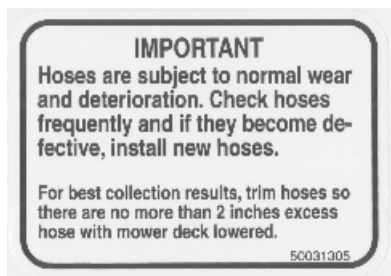 IMPORTANT
Hoses are subject to normal wear
and deterioration. Check hoses
frequently and if they become de-
fective, install new hoses.
For best collection results, trim hoses so
there are no more than 2 inches excess
hose with mower deck lowered.
50031305